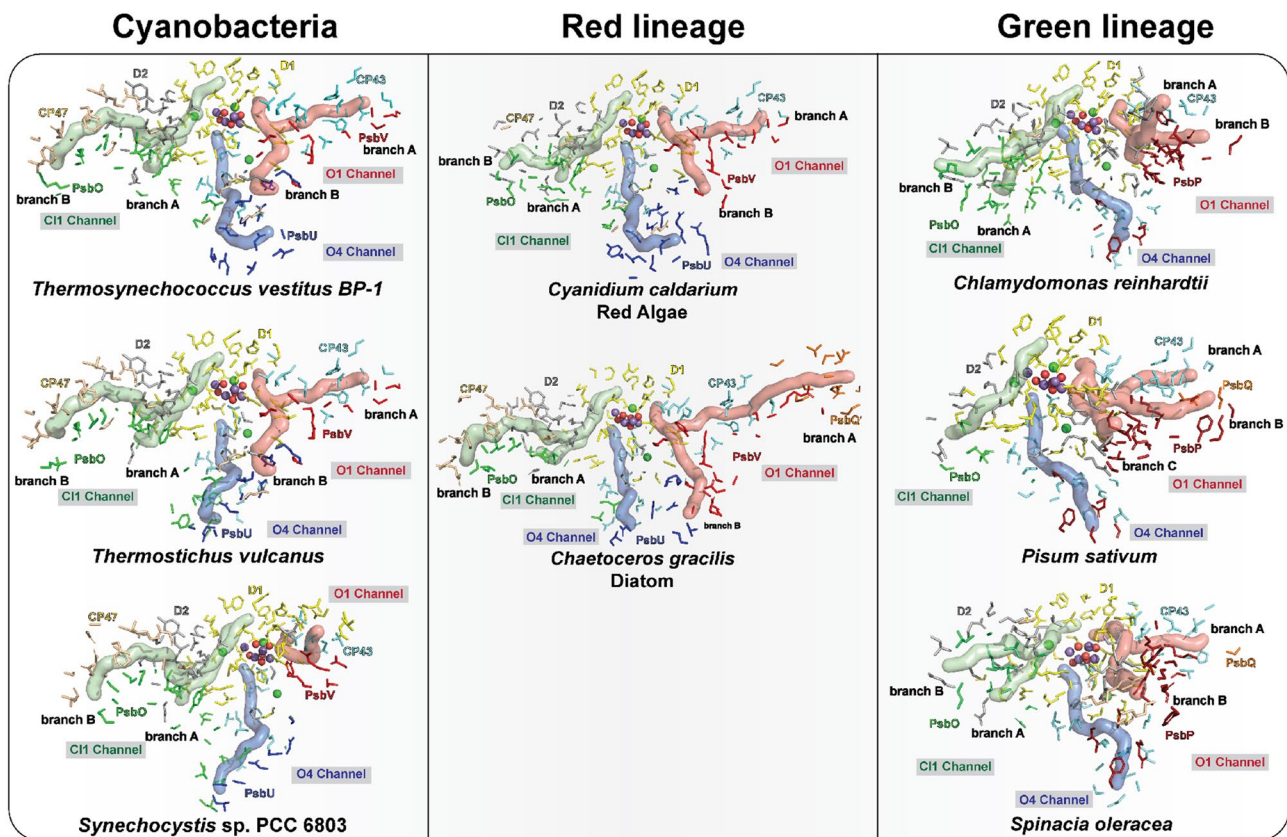 Cyanobacteria
Red lineage
Green lineage
D2
D1
CP43
CP47
PsbV
branch A
O1 Channel
branch B
PsbO
branch A
branch B
Cl1 Channel
PsbU
O4 Channel
Thermosynechococcus vestitus BP-1
D2
D1
CP43
CP47
branch A
PsbO
branch A
PsbV
O1 Channel
branch B
branch B
Cl1 Channel
PsbU
O4 Channel
Thermostichus vulcanus
D1
O1 Channel
D2
CP47
CP43
PsbV
branch B
PsbO
branch A
Cl1 Channel
O4 Channel
PsbU
Synechocystis sp. PCC 6803
D1
CP43
D2
CP47
branch A
branch B
O1 Channel
PsbV
PsbO
branch A
branch B
Cl1 Channel
PsbU
O4 Channel
Cyanidium caldarium
Red Algae
D1
CP43
D2
CP47
PsbQ'
branch A
PsbV
O1 Channel
PsbO
branch A
branch B
Cl1 Channel
branch B
O4 Channel
PsbU
Chaetoceros gracilis
Diatom
D1
branch A
CP43
D2
branch B
PsbP
branch B
O1 Channel
PsbO
Cl1 Channel
branch A
O4 Channel
Chlamydomonas reinhardtii
D1
CP43
branch A
D2
PsbQ
branch B
PsbP
PsbO
branch C
O1 Channel
Cl1 Channel
O4 Channel
Pisum sativum
D1
D2
CP43
branch A
PsbQ
branch B
branch B
PsbO
PsbP
branch A
Cl1 Channel
O1 Channel
O4 Channel
Spinacia oleracea